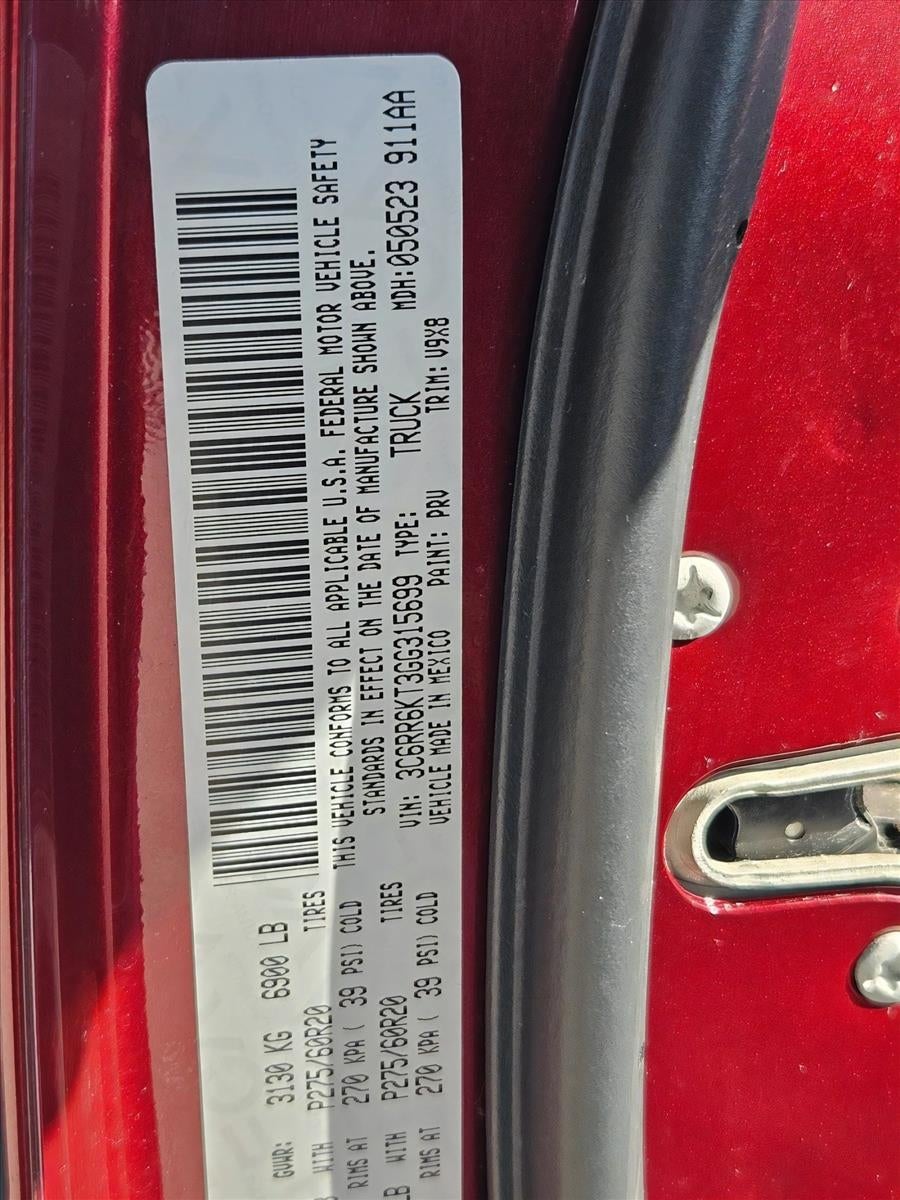 GVWR: 3130 KG 6900 LB
WITH P275/60R20 TIRES
RIMS AT 270 KPA ( 39 PSI) COLD
LB WITH P275/60R20 TIRES
RIMS AT 270 KPA ( 39 PSI) COLD
THIS VEHICLE CONFORMS TO ALL APPLICABLE U.S.A. FEDERAL MOTOR VEHICLE SAFETY
STANDARDS IN EFFECT ON THE DATE OF MANUFACTURE SHOWN ABOVE.
VIN: 3C6RR6KT3GG315699 TYPE: TRUCK MDH: 050523 911AA
VEHICLE MADE IN MEXICO PAINT: PRV TRIM: V9X8